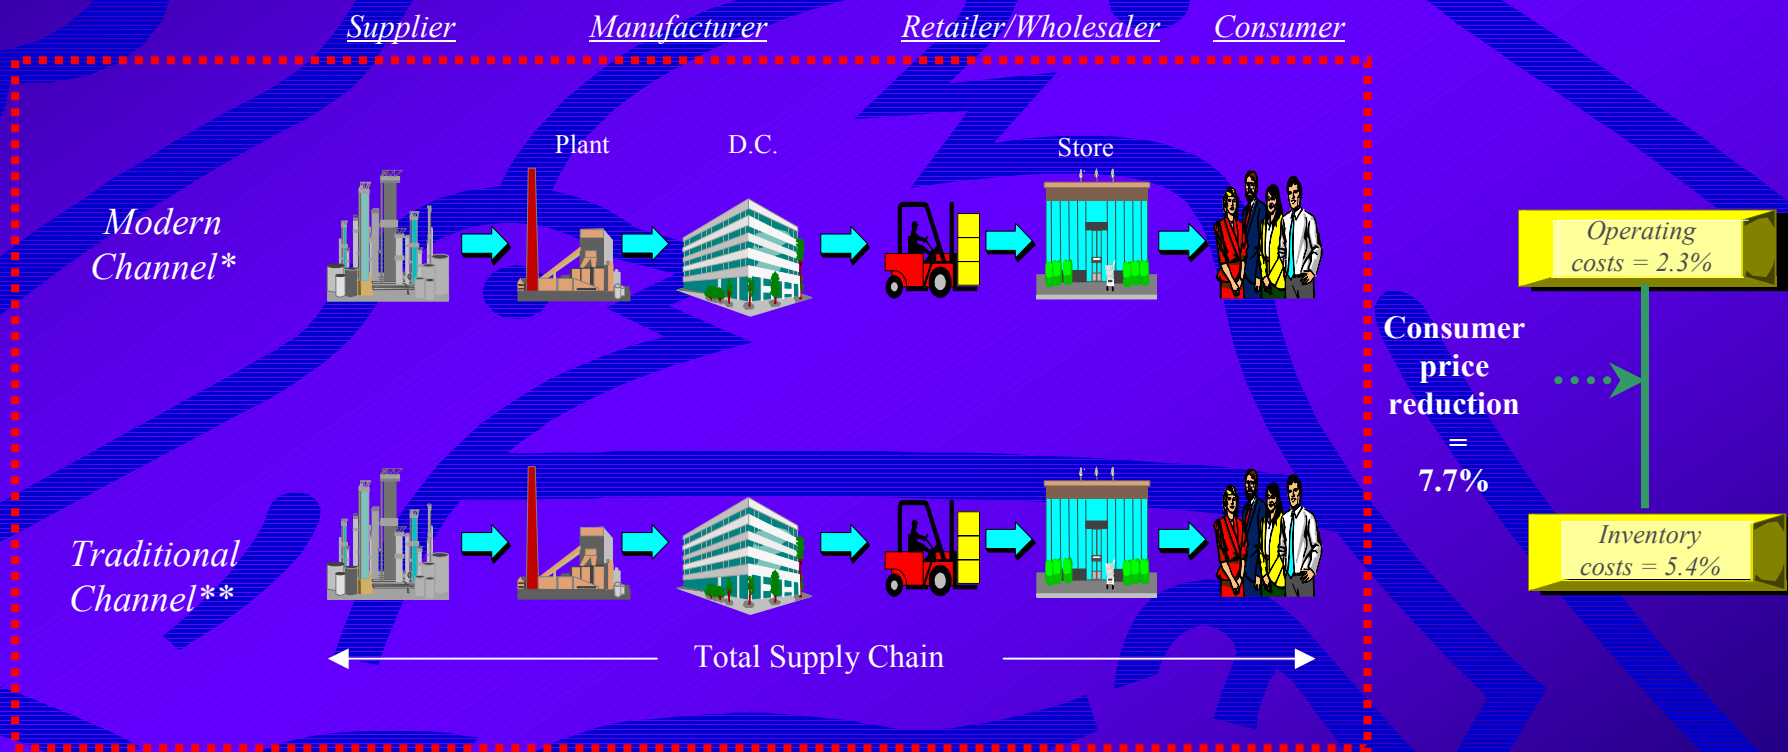 Supplier Manufacturer Retailer/Wholesaler Consumer
Plant D.C. Store
Modern
Channel*
Operating
costs = 2.3%
Consumer
price
reduction
=
7.7%
Traditional
Channel**
Inventory
costs = 5.4%
Total Supply Chain